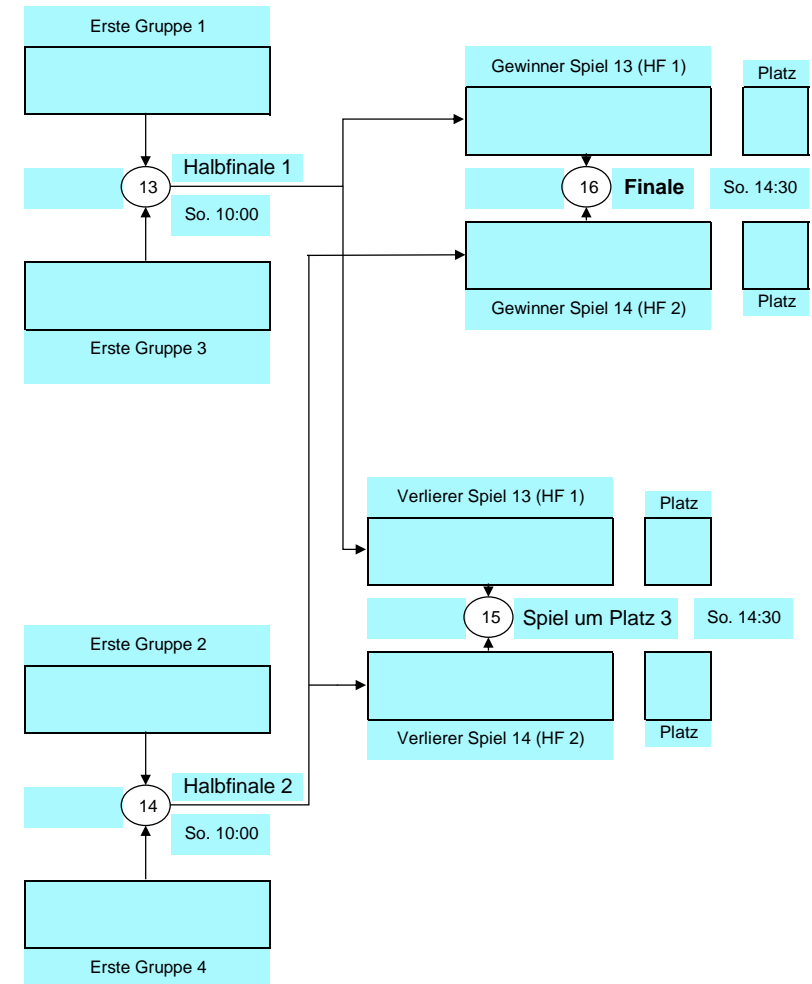 Erste Gruppe 1
Gewinner Spiel 13 (HF 1)
Platz
Halbfinale 1
13
16
Finale
So. 14:30
So. 10:00
Gewinner Spiel 14 (HF 2)
Platz
Erste Gruppe 3
Verlierer Spiel 13 (HF 1)
Platz
15
Spiel um Platz 3
So. 14:30
Erste Gruppe 2
Verlierer Spiel 14 (HF 2)
Platz
Halbfinale 2
14
So. 10:00
Erste Gruppe 4